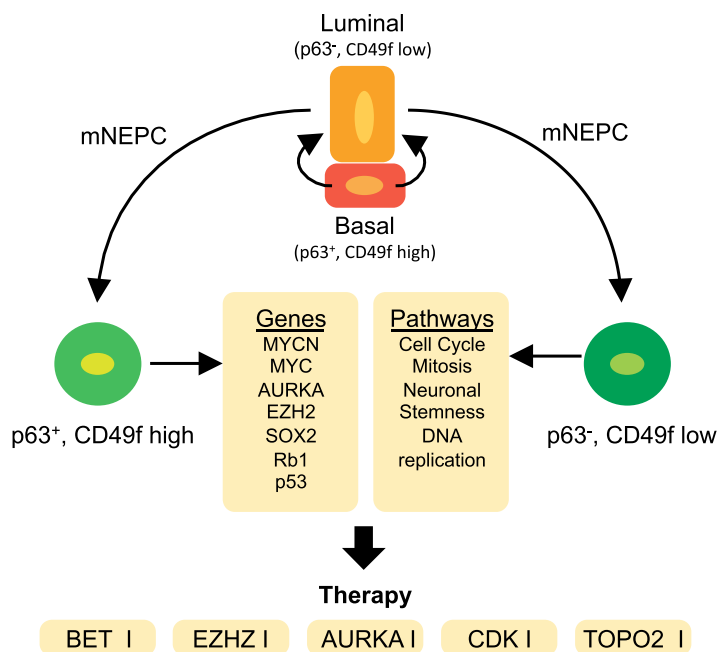 Luminal
(p63-, CD49f low)
mNEPC
mNEPC
Basal
(p63+, CD49f high)
Genes
MYCN
MYC
AURKA
EZH2
SOX2
Rb1
p53
Pathways
Cell Cycle
Mitosis
Neuronal
Stemness
DNA
replication
p63+, CD49f high
p63-, CD49f low
Therapy
BET I
EZHZ I
AURKA I
CDK I
TOPO2 I